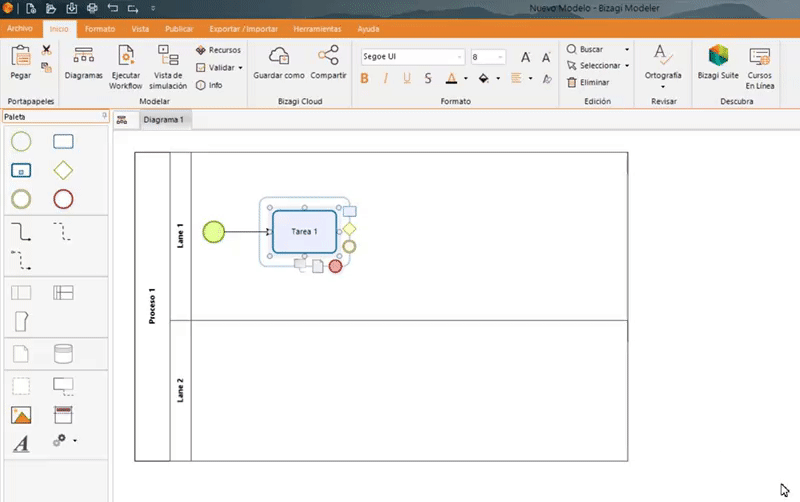 Nuevo Modelo - Bizagi Modeler
Archivo Inicio Formato Vista Publicar Exportar / Importar Herramientas Ayuda
Pegar
Portapapeles
Diagramas
Ejecutar
Workflow
Vista de
simulación
Recursos
Validar
Info
Modelar
Guardar como
Compartir
Bizagi Cloud
Segoe UI 8
A A
B I U S A A
Formato
Buscar
Seleccionar
Eliminar
Edición
Ortografía
Revisar
Bizagi Suite
Cursos
En Línea
Descubra
Paleta
Diagrama 1
Proceso 1
Lane 1
Tarea 1
Lane 2
A